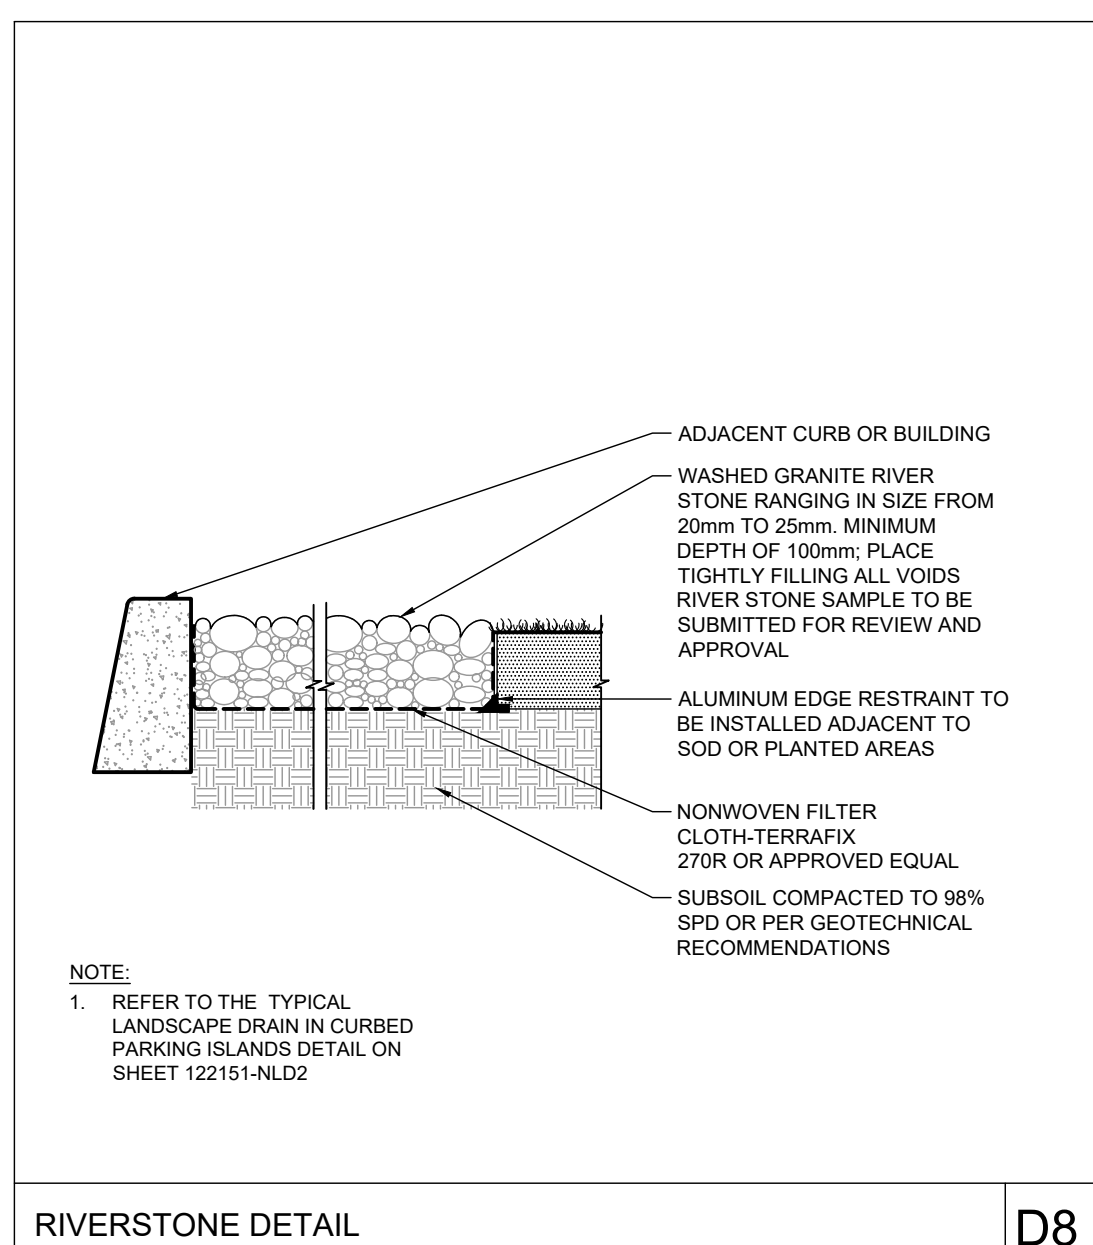 ADJACENT CURB OR BUILDING
WASHED GRANITE RIVER
STONE RANGING IN SIZE FROM
20mm TO 25mm. MINIMUM
DEPTH OF 100mm; PLACE
TIGHTLY FILLING ALL VOIDS
RIVER STONE SAMPLE TO BE
SUBMITTED FOR REVIEW AND
APPROVAL
ALUMINUM EDGE RESTRAINT TO
BE INSTALLED ADJACENT TO
SOD OR PLANTED AREAS
NONWOVEN FILTER
CLOTH-TERRAFIX
270R OR APPROVED EQUAL
SUBSOIL COMPACTED TO 98%
SPD OR PER GEOTECHNICAL
RECOMMENDATIONS
NOTE:
1. REFER TO THE TYPICAL
LANDSCAPE DRAIN IN CURBED
PARKING ISLANDS DETAIL ON
SHEET 122151-NLD2
RIVERSTONE DETAIL
D8